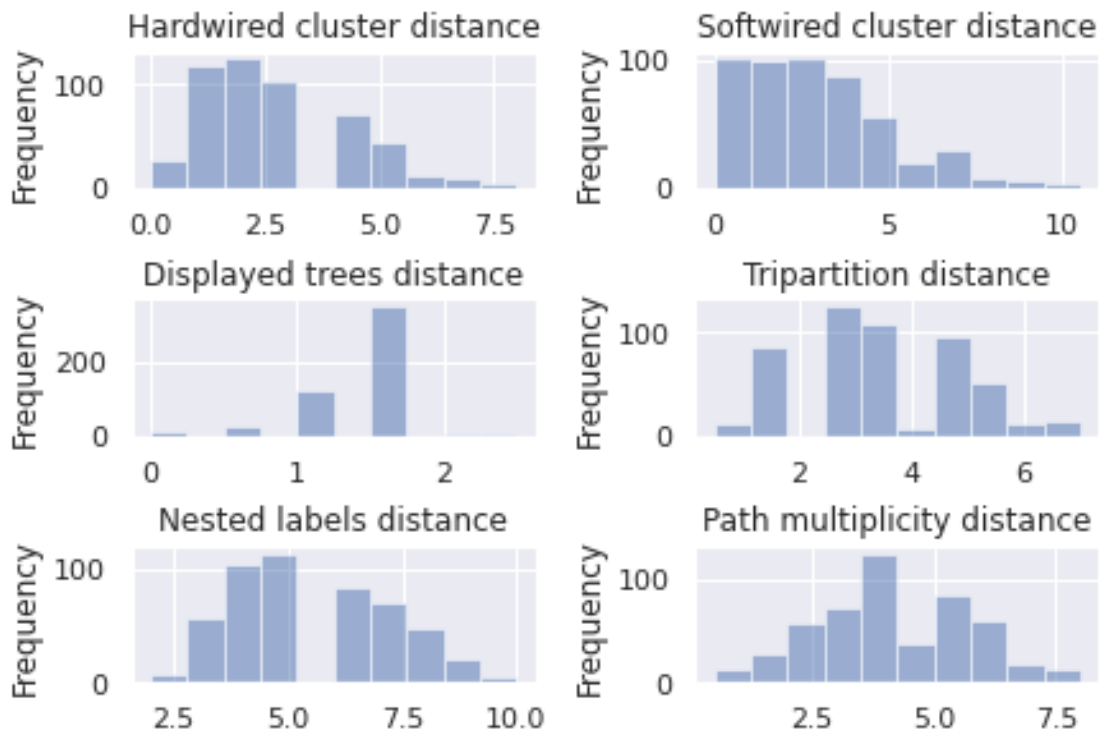 Hardwired cluster distance
Frequency
100
0
0.0 2.5 5.0 7.5
Softwired cluster distance
Frequency
100
0
0 5 10
Displayed trees distance
Frequency
200
0
0 1 2
Tripartition distance
Frequency
100
0
2 4 6
Nested labels distance
Frequency
100
0
2.5 5.0 7.5 10.0
Path multiplicity distance
Frequency
100
0
2.5 5.0 7.5